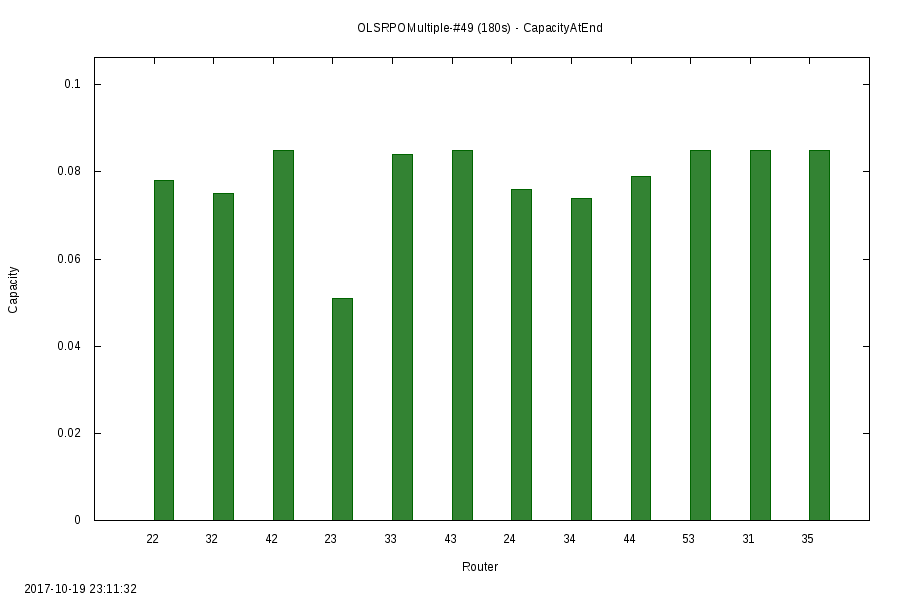 OLSRPOMultiple-#49 (180s) - CapacityAtEnd
0.1
0.08
0.06
0.04
0.02
0
Capacity
22 32 42 23 33 43 24 34 44 53 31 35
Router
2017-10-19 23:11:32